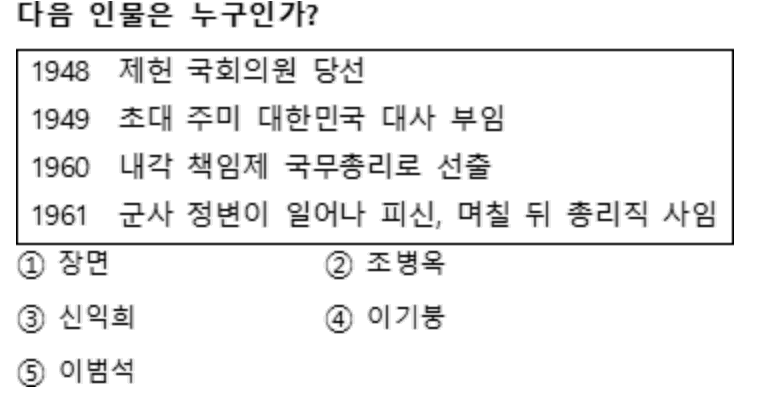 다음 인물은 누구인가?
1948 제헌 국회의원 당선
1949 초대 주미 대한민국 대사 부임
1960 내각 책임제 국무총리로 선출
1961 군사 정변이 일어나 피신, 며칠 뒤 총리직 사임
① 장면 ② 조병옥
③ 신익희 ④ 이기붕
⑤ 이범석